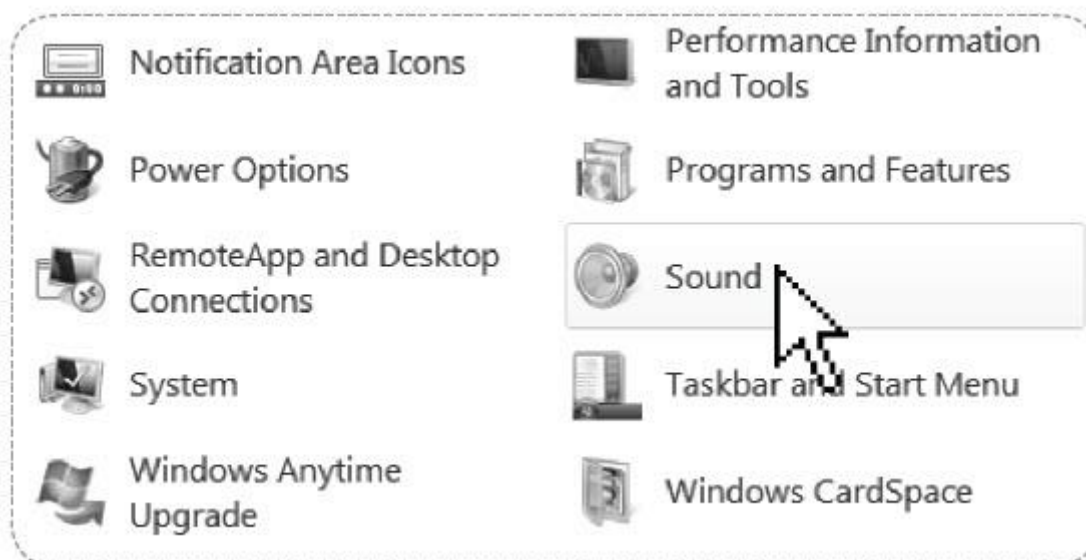 Notification Area Icons
Performance Information
and Tools
Power Options
Programs and Features
RemoteApp and Desktop
Connections
Sound
System
Taskbar and Start Menu
Windows Anytime
Upgrade
Windows CardSpace